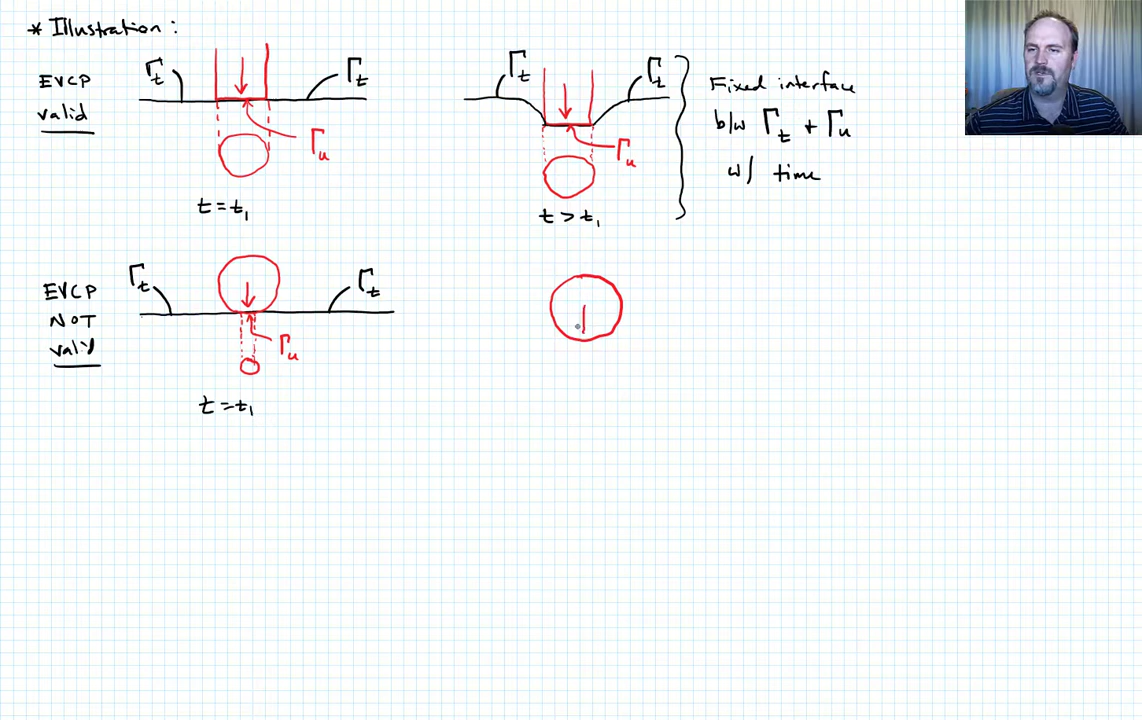 * Illustration:
EVCP
valid
Γt
Γt
Γu
t = t1
Γt
Γt
Γu
t > t1
Fixed interface
b/w Γt + Γu
w/ time
EVCP
NOT
valid
Γt
Γt
Γu
t = t1